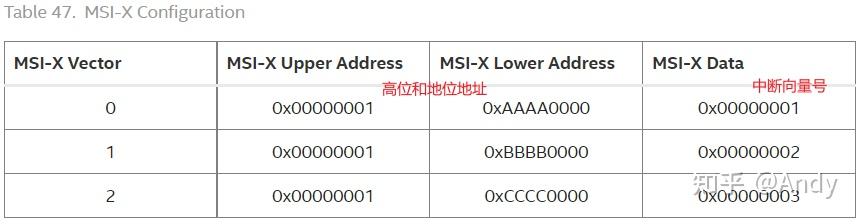 Table 47. MSI-X Configuration
MSI-X Vector MSI-X Upper Address MSI-X Lower Address MSI-X Data
高位和地位地址 中断向量号
0 0x00000001 0xAAAA0000 0x00000001
1 0x00000001 0xBBBB0000 0x00000002
2 0x00000001 0xCCCC0000 0x00000003
知乎 @Andy